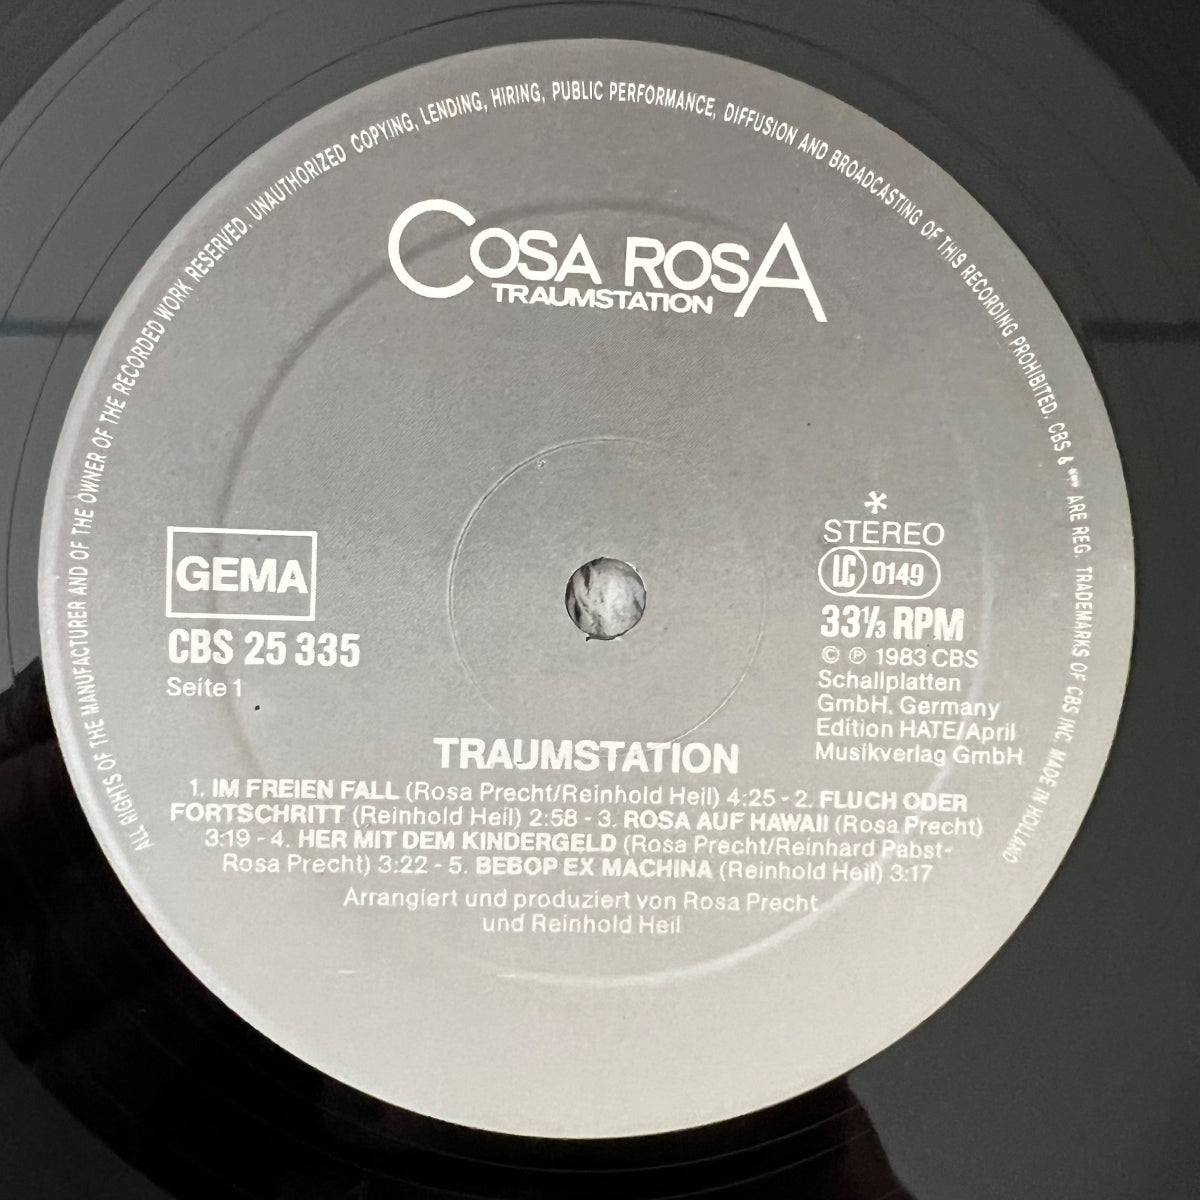 ALL RIGHTS OF THE MANUFACTURER AND OF THE OWNER OF THE RECORDED WORK RESERVED. UNAUTHORIZED COPYING, LENDING, HIRING, PUBLIC PERFORMANCE, DIFFUSION AND BROADCASTING OF THIS RECORDING PROHIBITED. CBS & ARE REG. TRADEMARKS OF CBS INC. MADE IN HOLLAND
COSA ROSA
TRAUMSTATION
GEMA
CBS 25 335
Seite 1
*
STEREO
LC 0149
33⅓ RPM
© ℗ 1983 CBS
Schallplatten
GmbH. Germany
Edition HATE/April
Musikverlag GmbH
TRAUMSTATION
1. IM FREIEN FALL (Rosa Precht/Reinhold Heil) 4:25 - 2. FLUCH ODER
FORTSCHRITT (Reinhold Heil) 2:58 - 3. ROSA AUF HAWAII (Rosa Precht)
3:19 - 4. HER MIT DEM KINDERGELD (Rosa Precht/Reinhard Pabst-
Rosa Precht) 3:22 - 5. BEBOP EX MACHINA (Reinhold Heil) 3:17
Arrangiert und produziert von Rosa Precht
und Reinhold Heil